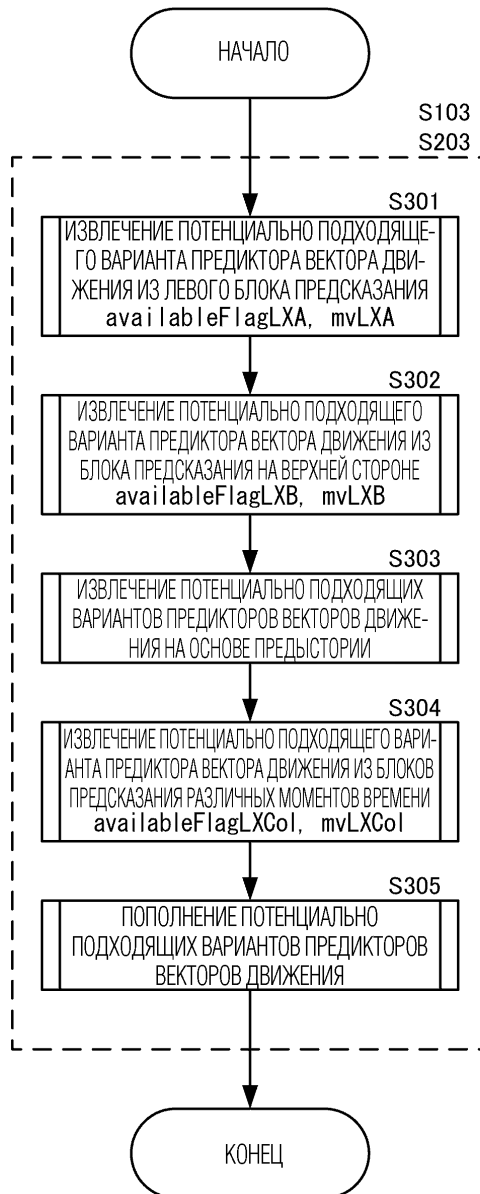 НАЧАЛО
S103
S203
S301
ИЗВЛЕЧЕНИЕ ПОТЕНЦИАЛЬНО ПОДХОДЯЩЕ-
ГО ВАРИАНТА ПРЕДИКТОРА ВЕКТОРА ДВИ-
ЖЕНИЯ ИЗ ЛЕВОГО БЛОКА ПРЕДСКАЗАНИЯ
availableFlagLXA, mvLXA
S302
ИЗВЛЕЧЕНИЕ ПОТЕНЦИАЛЬНО ПОДХОДЯЩЕГО
ВАРИАНТА ПРЕДИКТОРА ВЕКТОРА ДВИЖЕНИЯ ИЗ
БЛОКА ПРЕДСКАЗАНИЯ НА ВЕРХНЕЙ СТОРОНЕ
availableFlagLXB, mvLXB
S303
ИЗВЛЕЧЕНИЕ ПОТЕНЦИАЛЬНО ПОДХОДЯЩИХ
ВАРИАНТОВ ПРЕДИКТОРОВ ВЕКТОРОВ ДВИЖЕ-
НИЯ НА ОСНОВЕ ПРЕДЫСТОРИИ
S304
ИЗВЛЕЧЕНИЕ ПОТЕНЦИАЛЬНО ПОДХОДЯЩЕГО ВАРИ-
АНТА ПРЕДИКТОРА ВЕКТОРА ДВИЖЕНИЯ ИЗ БЛОКОВ
ПРЕДСКАЗАНИЯ РАЗЛИЧНЫХ МОМЕНТОВ ВРЕМЕНИ
availableFlagLXCol, mvLXCol
S305
ПОПОЛНЕНИЕ ПОТЕНЦИАЛЬНО
ПОДХОДЯЩИХ ВАРИАНТОВ ПРЕДИКТОРОВ
ВЕКТОРОВ ДВИЖЕНИЯ
КОНЕЦ